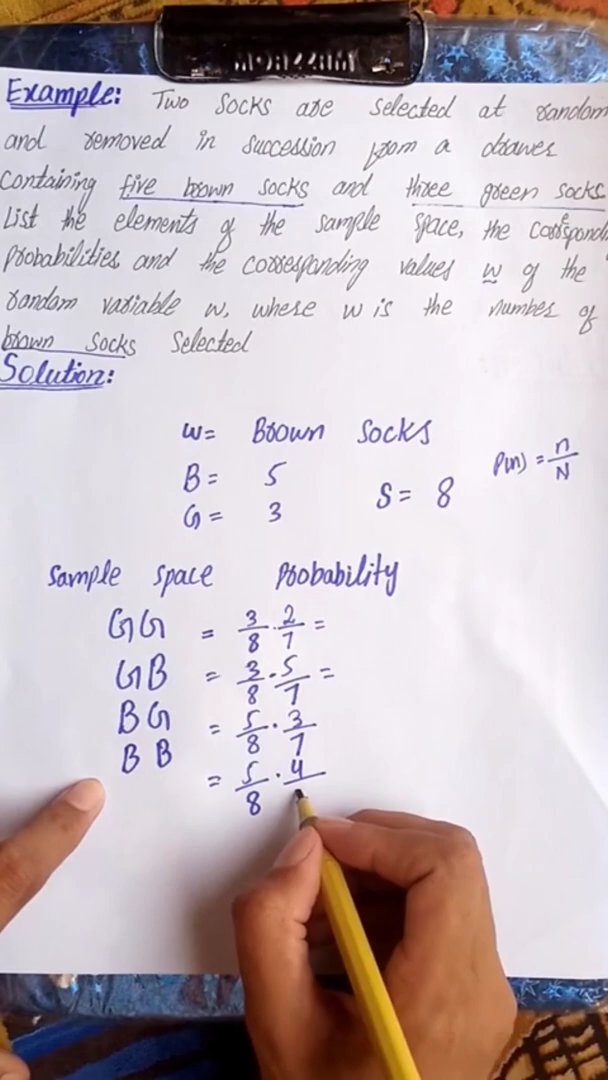 MOAZZAM
Example: Two Socks are selected at random
and removed in succession from a drawer
Containing five brown socks and three green socks
List the elements of the sample space, the correspond
Probabilities, and the corresponding values w of the
random variable w, where w is the number of
brown socks selected
Solution:
w = Brown Socks
B = 5
G = 3
S = 8
P(n) = n/N
Sample Space Probability
GG = 3/8 . 2/7 =
GB = 3/8 . 5/7 =
BG = 5/8 . 3/7
BB = 5/8 . 4/